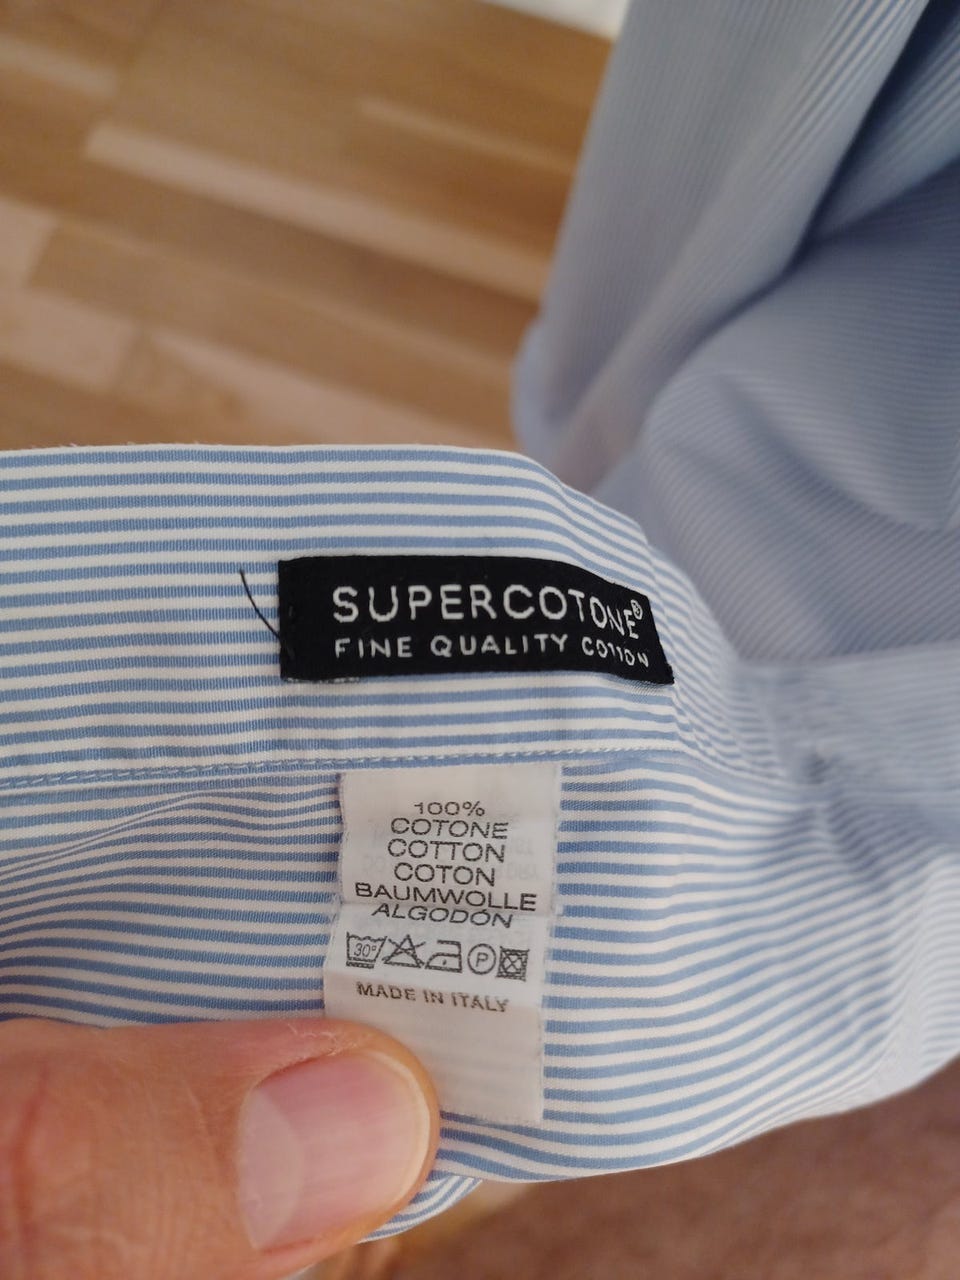 SUPERCOTONE®
FINE QUALITY COTTON
100%
COTONE
COTTON
COTON
BAUMWOLLE
ALGODÓN
30° P
MADE IN ITALY